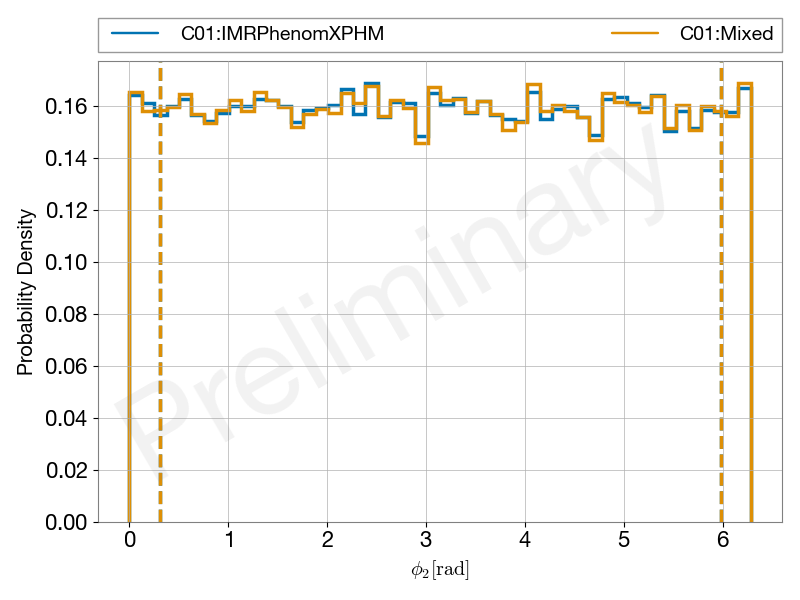 C01:IMRPhenomXPHM C01:Mixed
0.16
0.14
0.12
0.10
0.08
0.06
0.04
0.02
0.00
Probability Density
Preliminary
0 1 2 3 4 5 6
ϕ₂[rad]